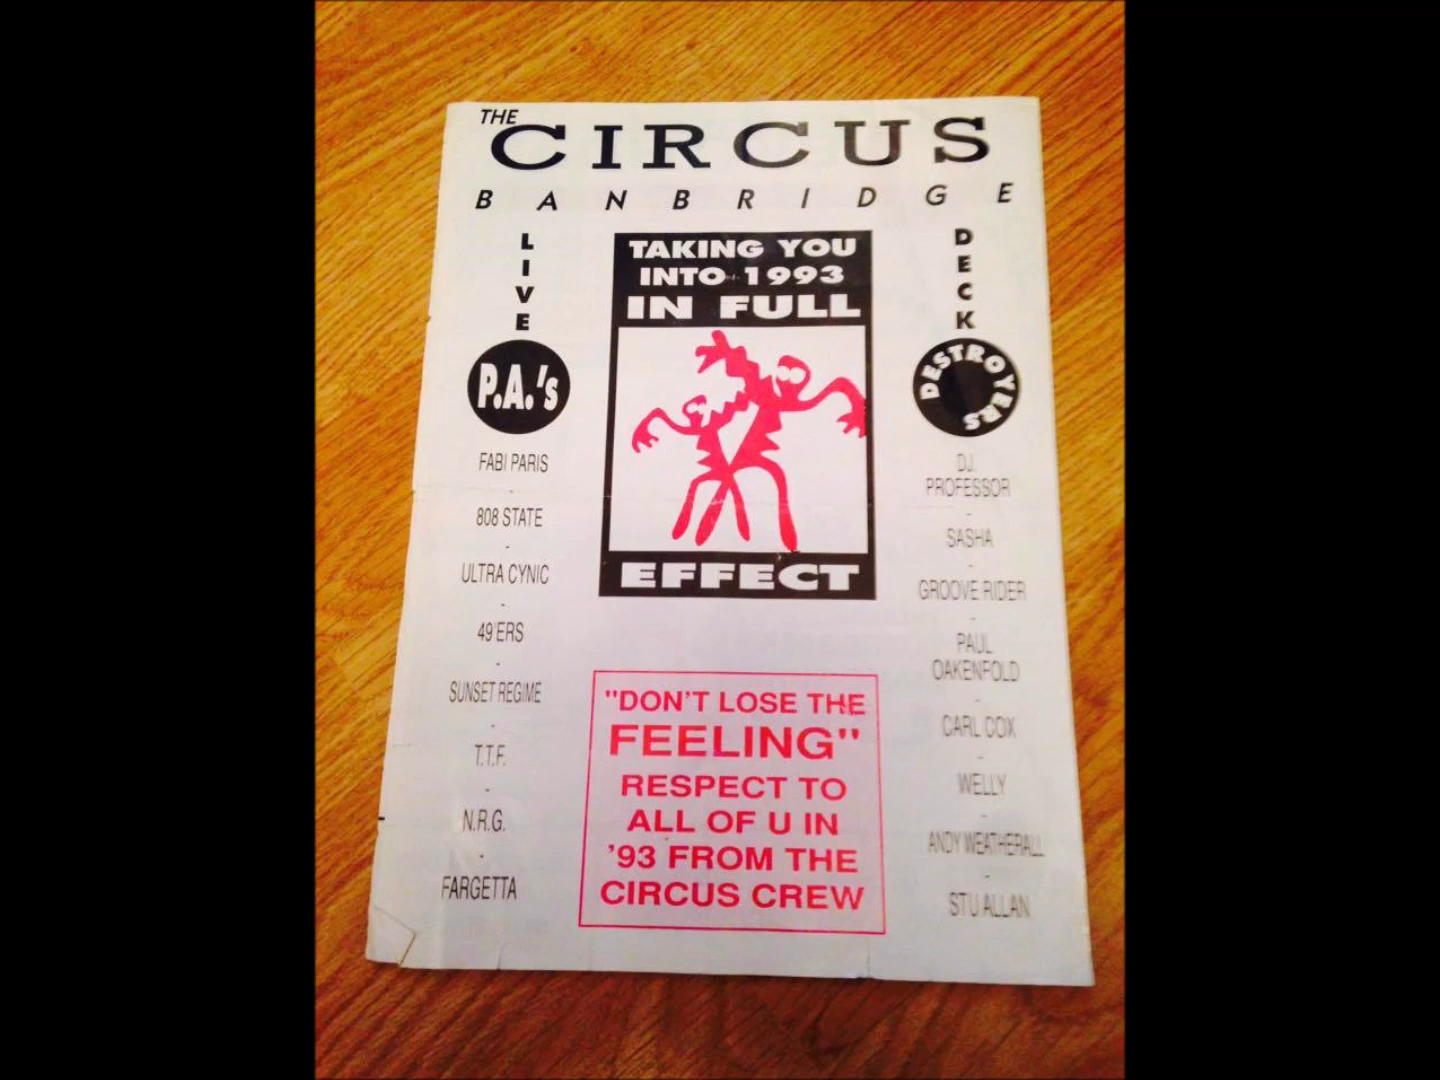 THE
CIRCUS
BANBRIDGE
LIVE
P.A.'s
FABI PARIS
-
808 STATE
-
ULTRA CYNIC
-
49'ERS
-
SUNSET REGIME
-
T.T.F.
-
N.R.G.
-
FARGETTA
TAKING YOU
INTO 1993
IN FULL
EFFECT
"DON'T LOSE THE
FEELING"
RESPECT TO
ALL OF U IN
'93 FROM THE
CIRCUS CREW
DECK
DESTROYERS
DJ.
PROFESSOR
-
SASHA
-
GROOVE RIDER
-
PAUL
OAKENFOLD
-
CARL COX
-
WELLY
-
ANDY WEATHERALL
-
STU ALLAN